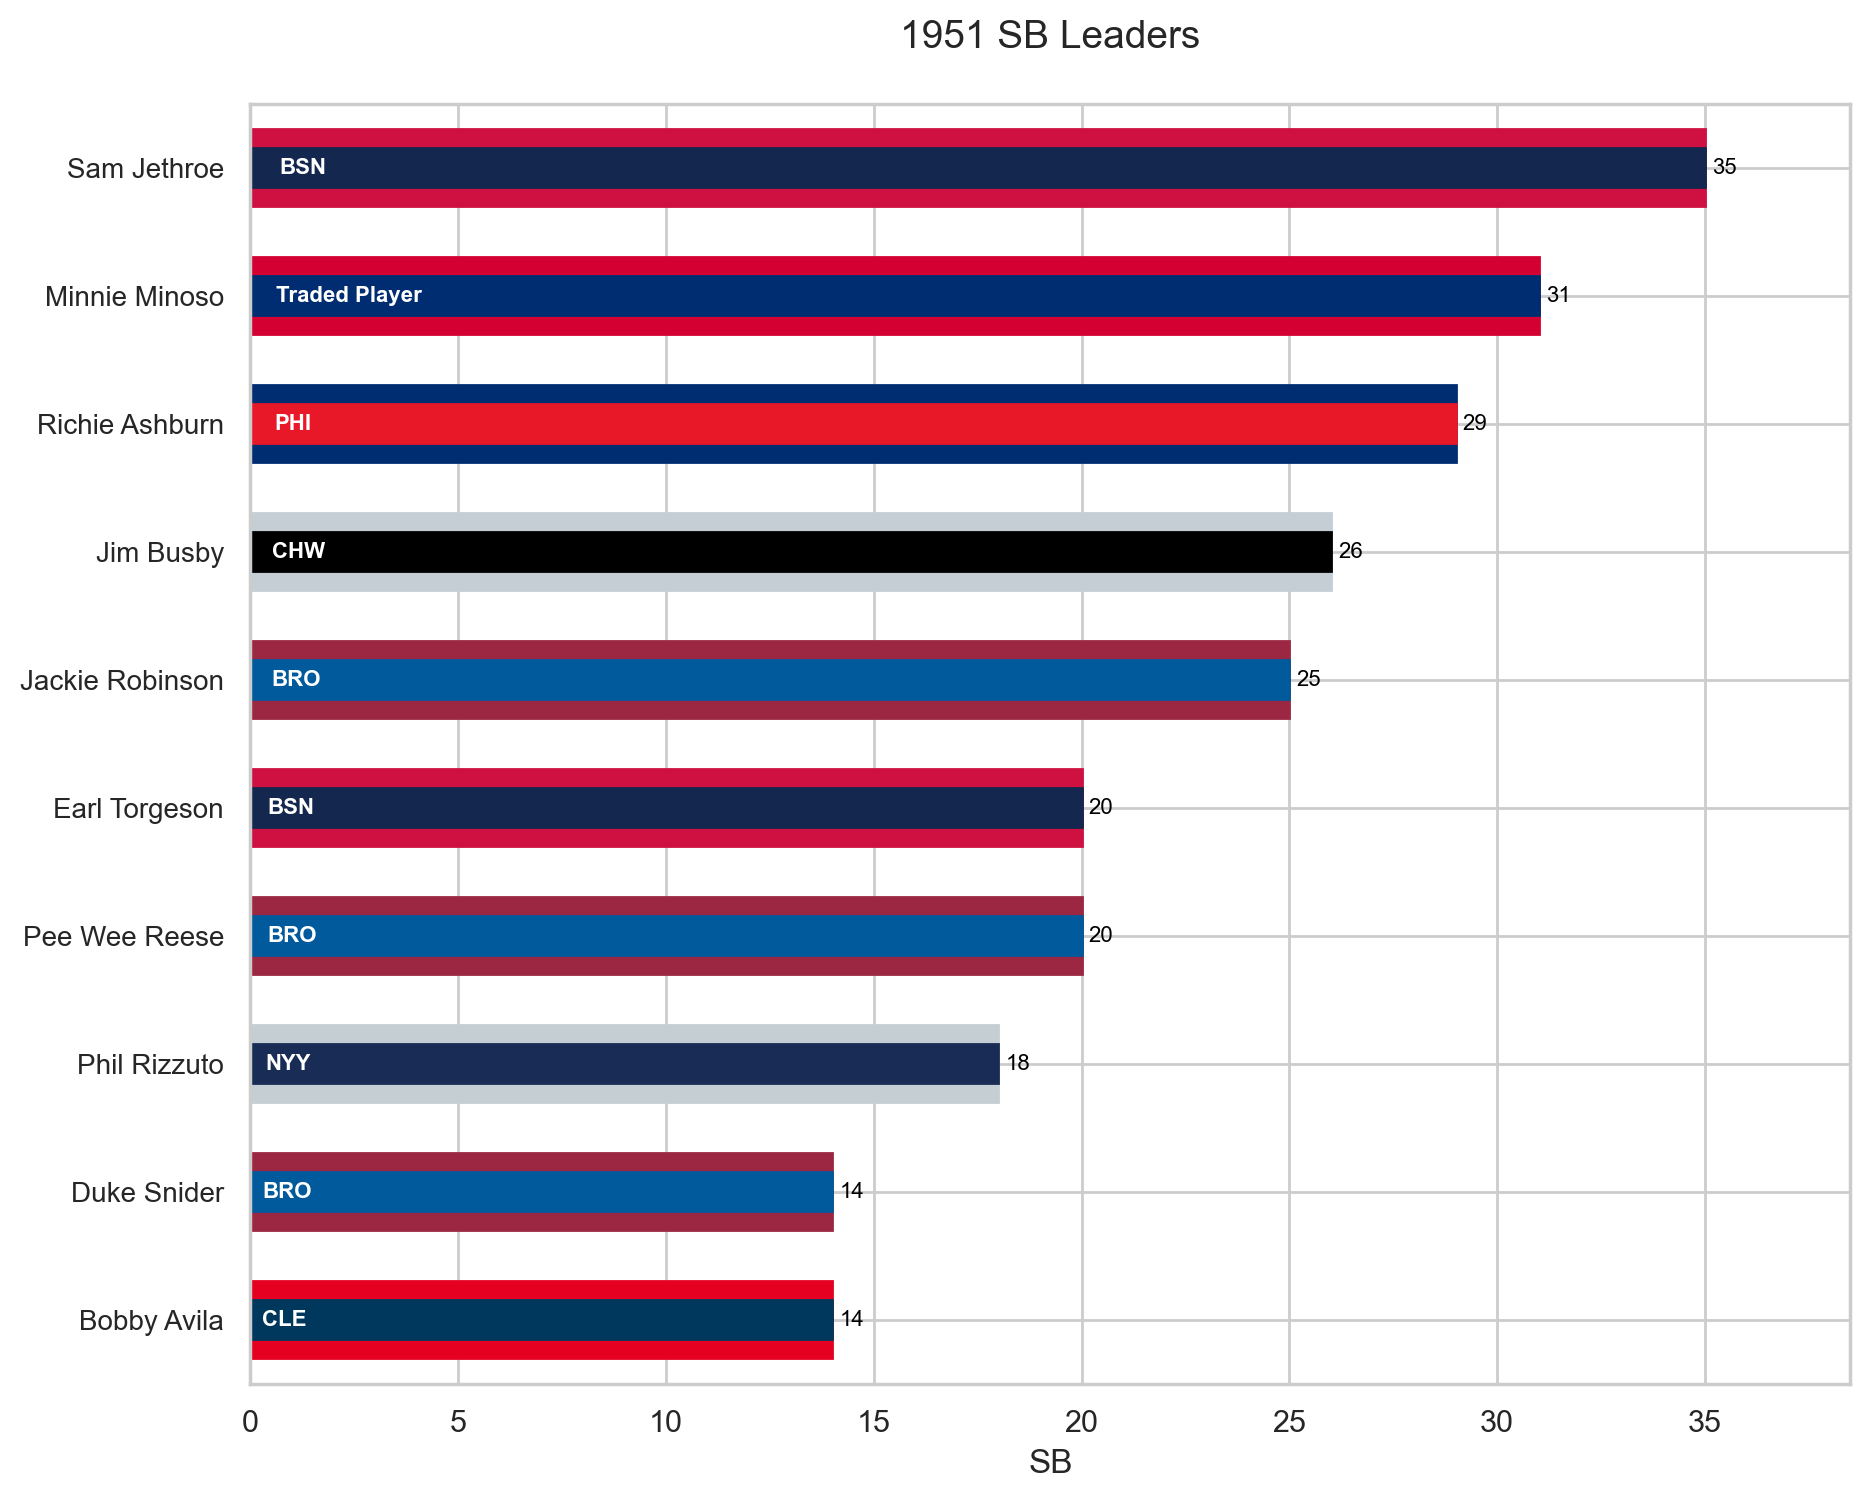 1951 SB Leaders
Sam Jethroe BSN 35
Minnie Minoso Traded Player 31
Richie Ashburn PHI 29
Jim Busby CHW 26
Jackie Robinson BRO 25
Earl Torgeson BSN 20
Pee Wee Reese BRO 20
Phil Rizzuto NYY 18
Duke Snider BRO 14
Bobby Avila CLE 14
0 5 10 15 20 25 30 35
SB